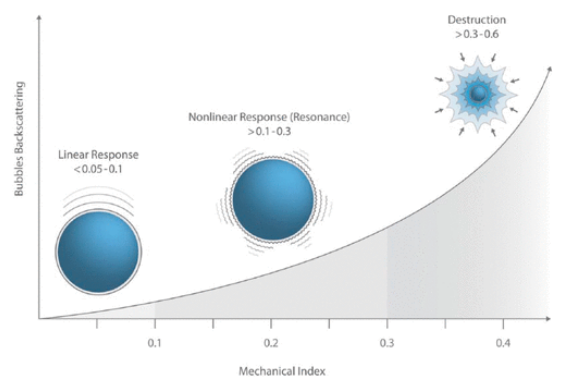 Destruction
>0.3-0.6
Nonlinear Response (Resonance)
>0.1-0.3
Linear Response
<0.05-0.1
Bubbles Backscattering
0.1
0.2
0.3
0.4
Mechanical Index